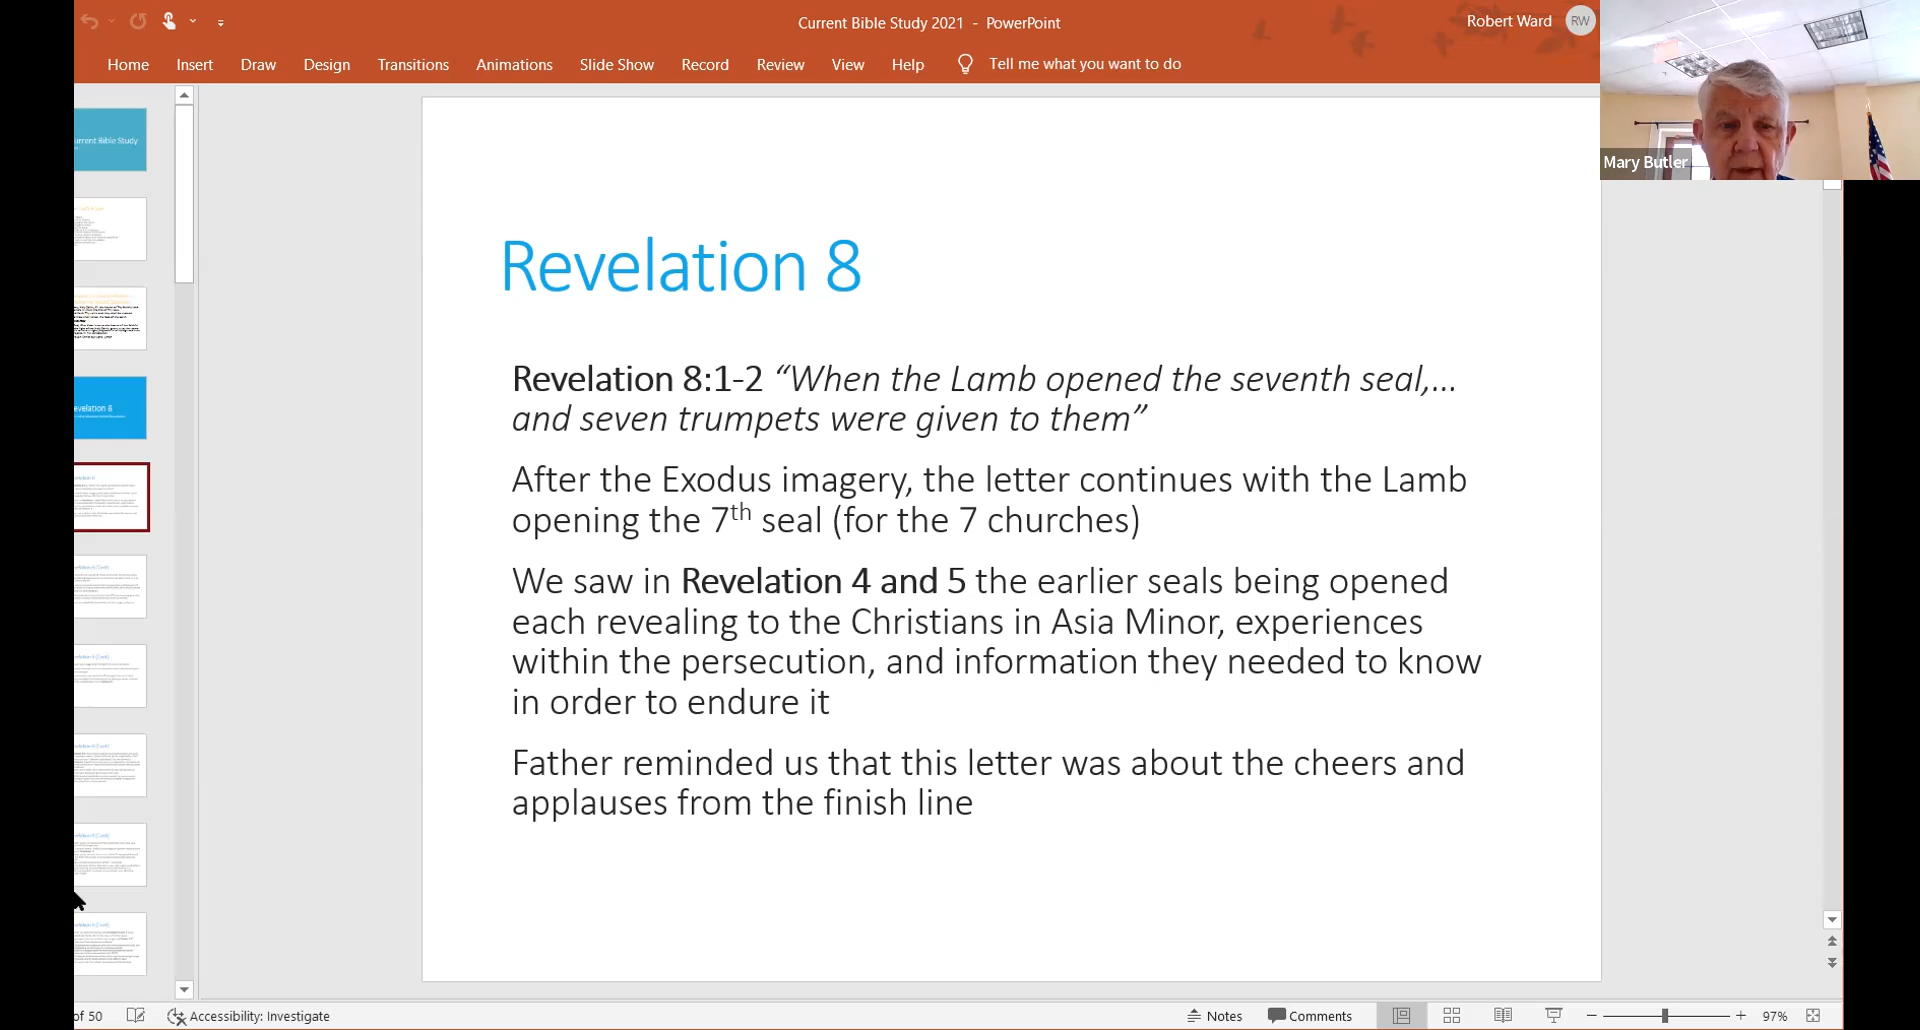 Current Bible Study 2021 - PowerPoint
Robert Ward
RW
Home Insert Draw Design Transitions Animations Slide Show Record Review View Help Tell me what you want to do
Mary Butler
urrent Bible Study
evelation 8
Revelation 8
Revelation 8:1-2 “When the Lamb opened the seventh seal,…
and seven trumpets were given to them”
After the Exodus imagery, the letter continues with the Lamb
opening the 7th seal (for the 7 churches)
We saw in Revelation 4 and 5 the earlier seals being opened
each revealing to the Christians in Asia Minor, experiences
within the persecution, and information they needed to know
in order to endure it
Father reminded us that this letter was about the cheers and
applauses from the finish line
of 50
Accessibility: Investigate
Notes
Comments
97%